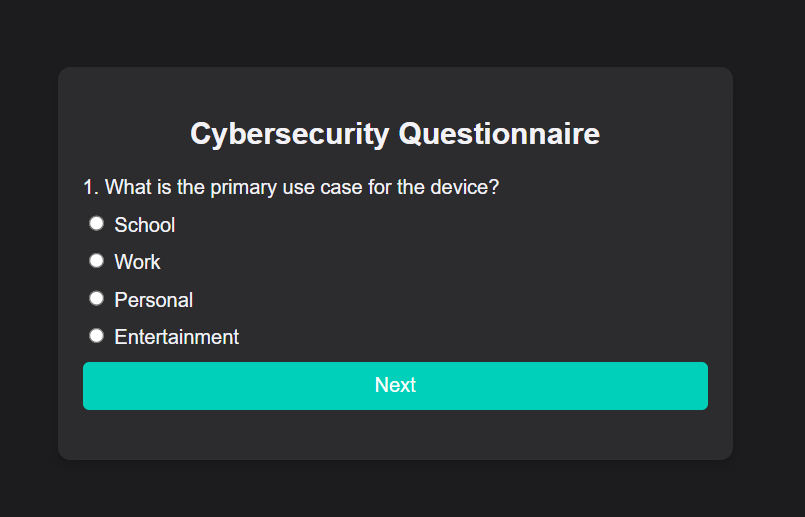 Cybersecurity Questionnaire
1. What is the primary use case for the device?
School
Work
Personal
Entertainment
Next